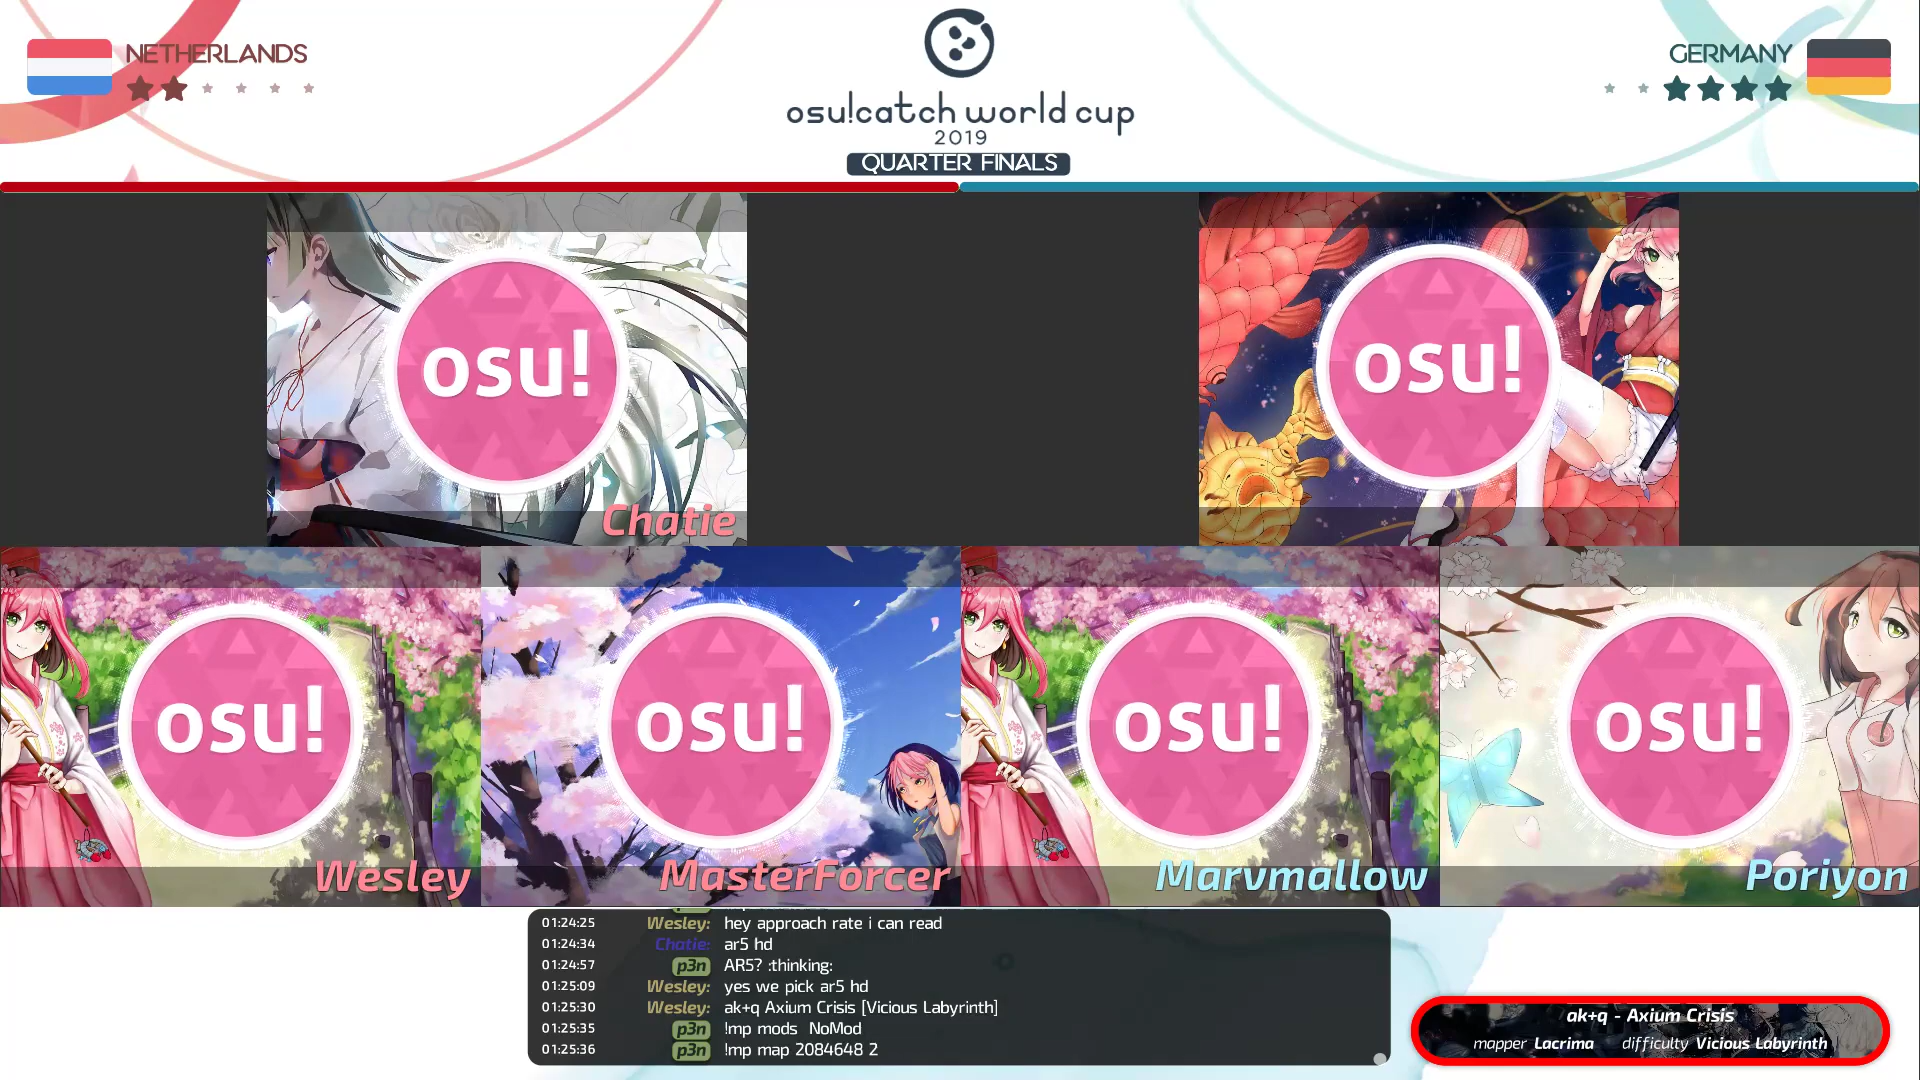 NETHERLANDS
GERMANY
osu!catch world cup
2019
QUARTER FINALS
osu!
Chatie
osu!
osu!
Wesley
osu!
MasterForcer
osu!
Marvmallow
osu!
Poriyon
01:24:25 Wesley: hey approach rate i can read
01:24:34 Chatie: ar5 hd
01:24:57 p3n AR5? :thinking:
01:25:09 Wesley: yes we pick ar5 hd
01:25:30 Wesley: ak+q Axium Crisis [Vicious Labyrinth]
01:25:35 p3n !mp mods NoMod
01:25:36 p3n !mp map 2084648 2
ak+q - Axium Crisis
mapper Lacrima difficulty Vicious Labyrinth